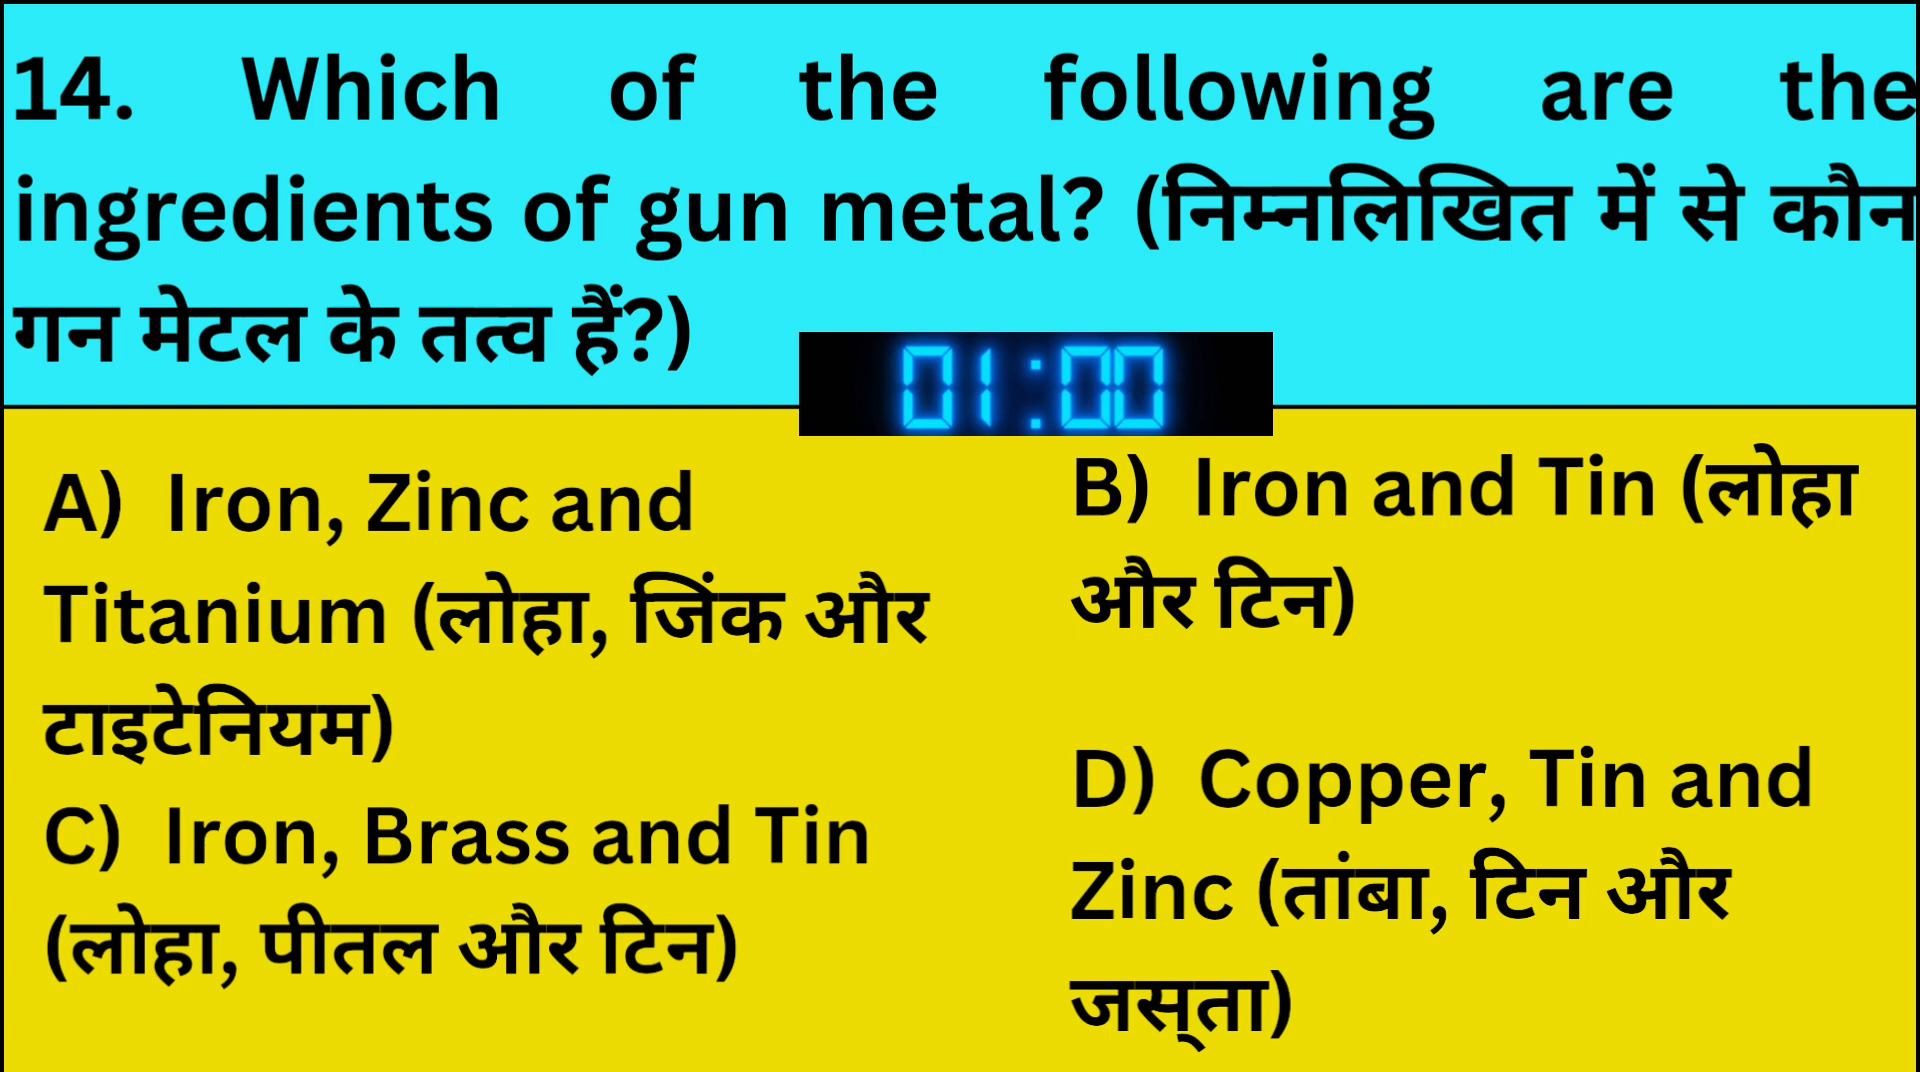 14. Which of the following are the
ingredients of gun metal? (निम्नलिखित में से कौन
गन मेटल के तत्व हैं?)
01:00
A) Iron, Zinc and
Titanium (लोहा, जिंक और
टाइटेनियम)
B) Iron and Tin (लोहा
और टिन)
C) Iron, Brass and Tin
(लोहा, पीतल और टिन)
D) Copper, Tin and
Zinc (तांबा, टिन और
जस्‌ता)